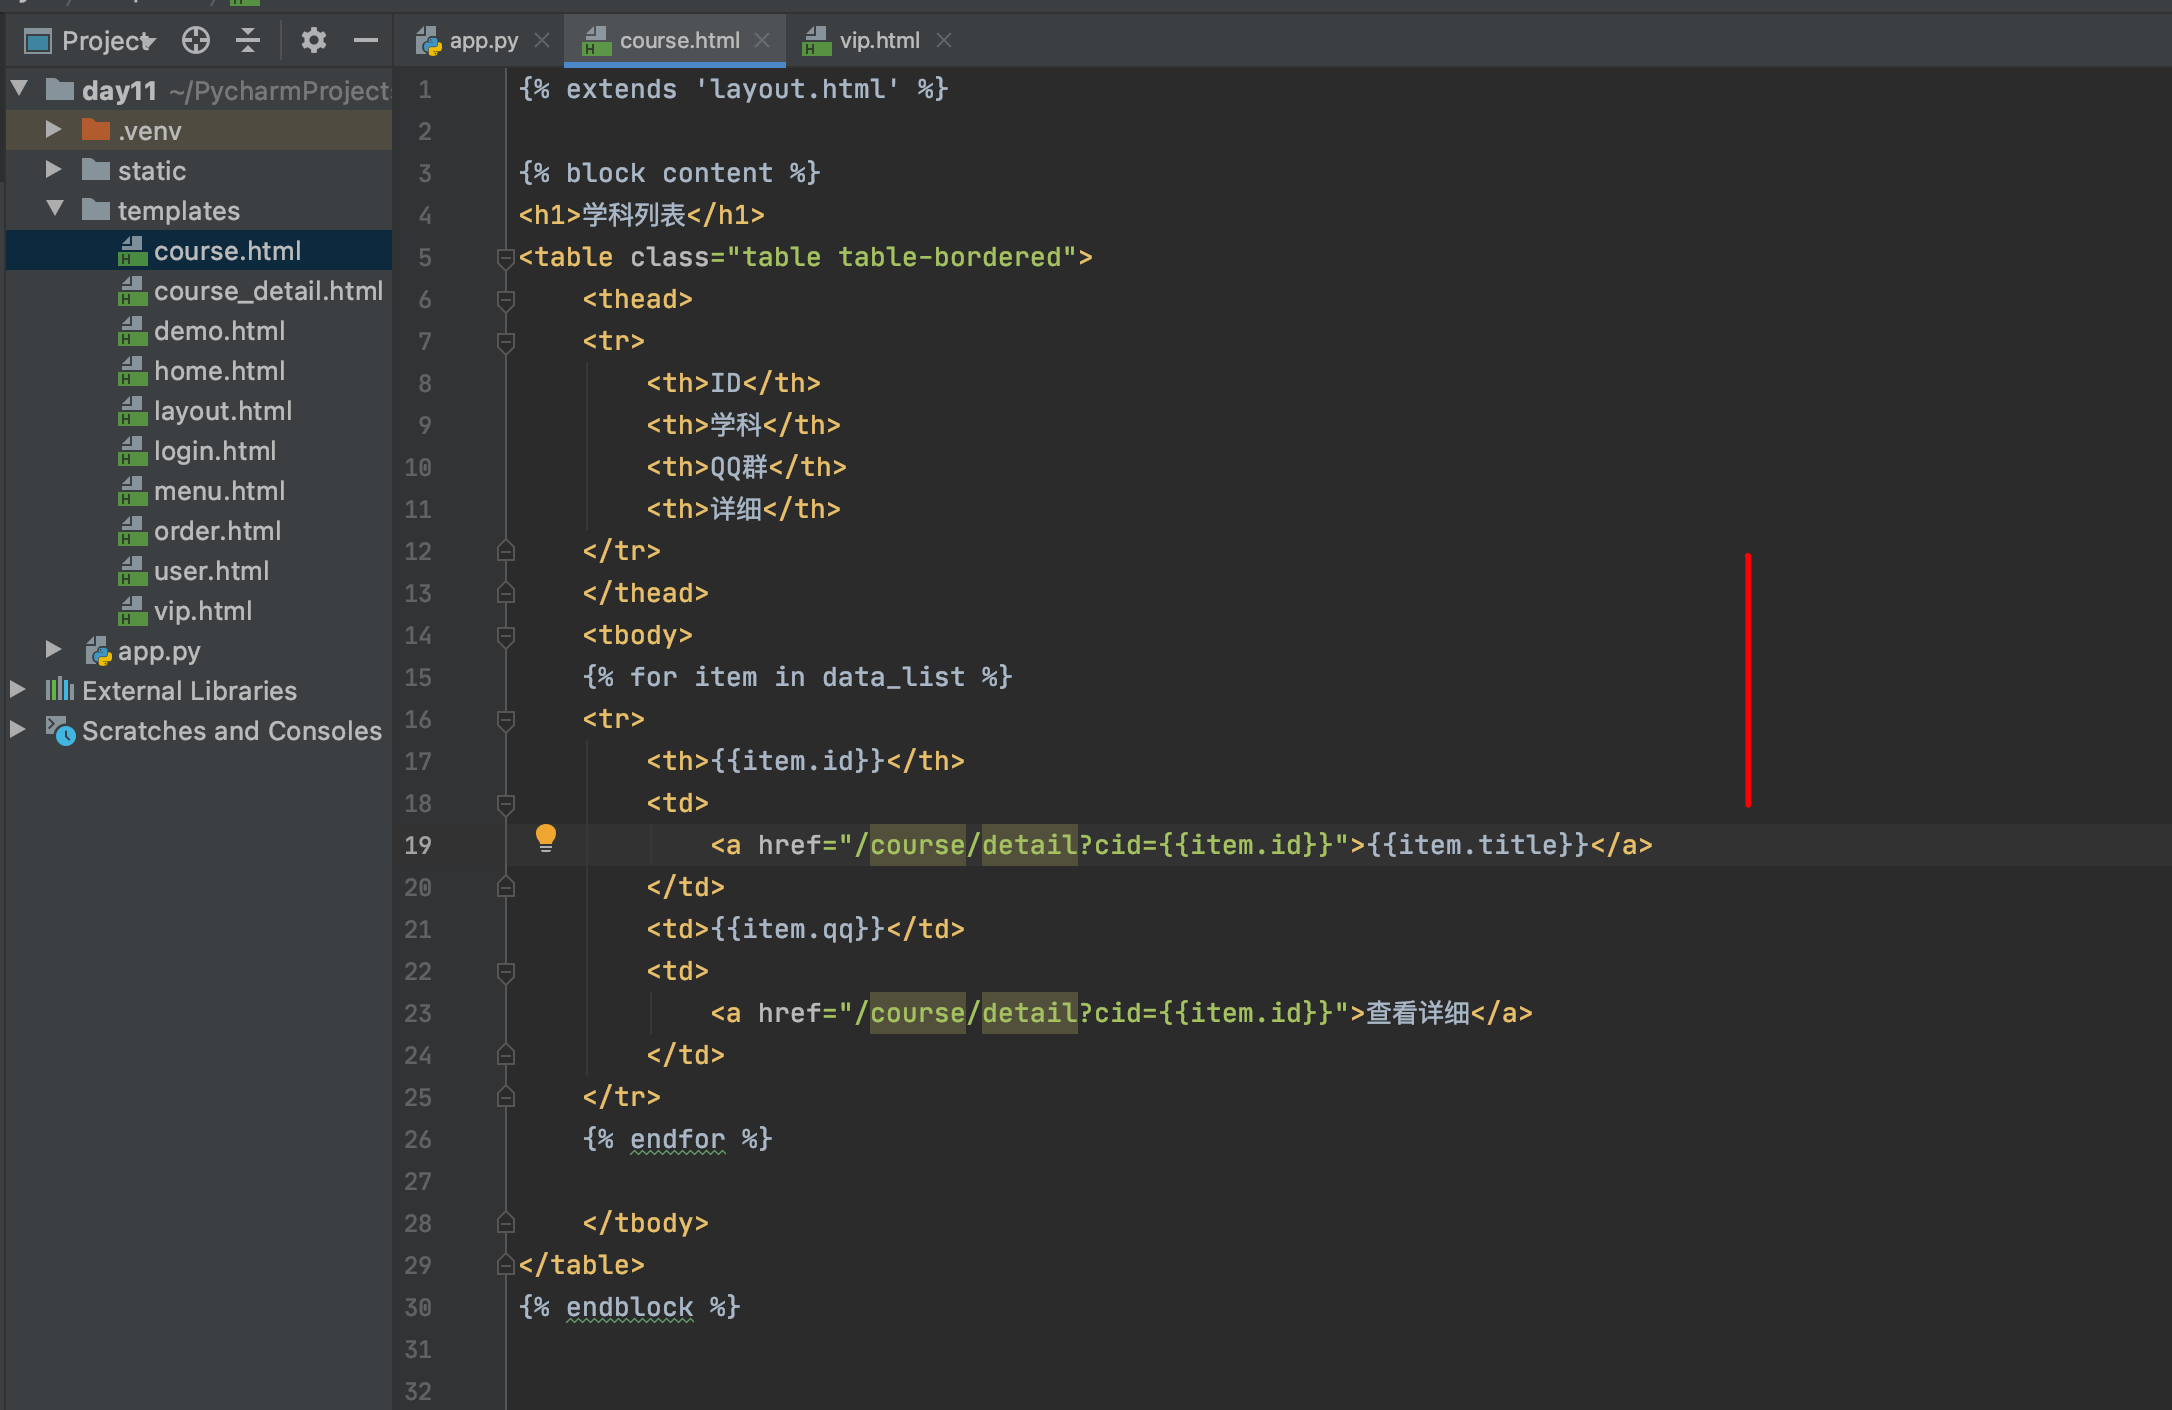 Project
day11 ~/PycharmProject
.venv
static
templates
course.html
course_detail.html
demo.html
home.html
layout.html
login.html
menu.html
order.html
user.html
vip.html
app.py
External Libraries
Scratches and Consoles
app.py course.html vip.html
1 {% extends 'layout.html' %}
2
3 {% block content %}
4 <h1>学科列表</h1>
5 <table class="table table-bordered">
6 <thead>
7 <tr>
8 <th>ID</th>
9 <th>学科</th>
10 <th>QQ群</th>
11 <th>详细</th>
12 </tr>
13 </thead>
14 <tbody>
15 {% for item in data_list %}
16 <tr>
17 <th>{{item.id}}</th>
18 <td>
19 <a href="/course/detail?cid={{item.id}}">{{item.title}}</a>
20 </td>
21 <td>{{item.qq}}</td>
22 <td>
23 <a href="/course/detail?cid={{item.id}}">查看详细</a>
24 </td>
25 </tr>
26 {% endfor %}
27
28 </tbody>
29 </table>
30 {% endblock %}
31
32